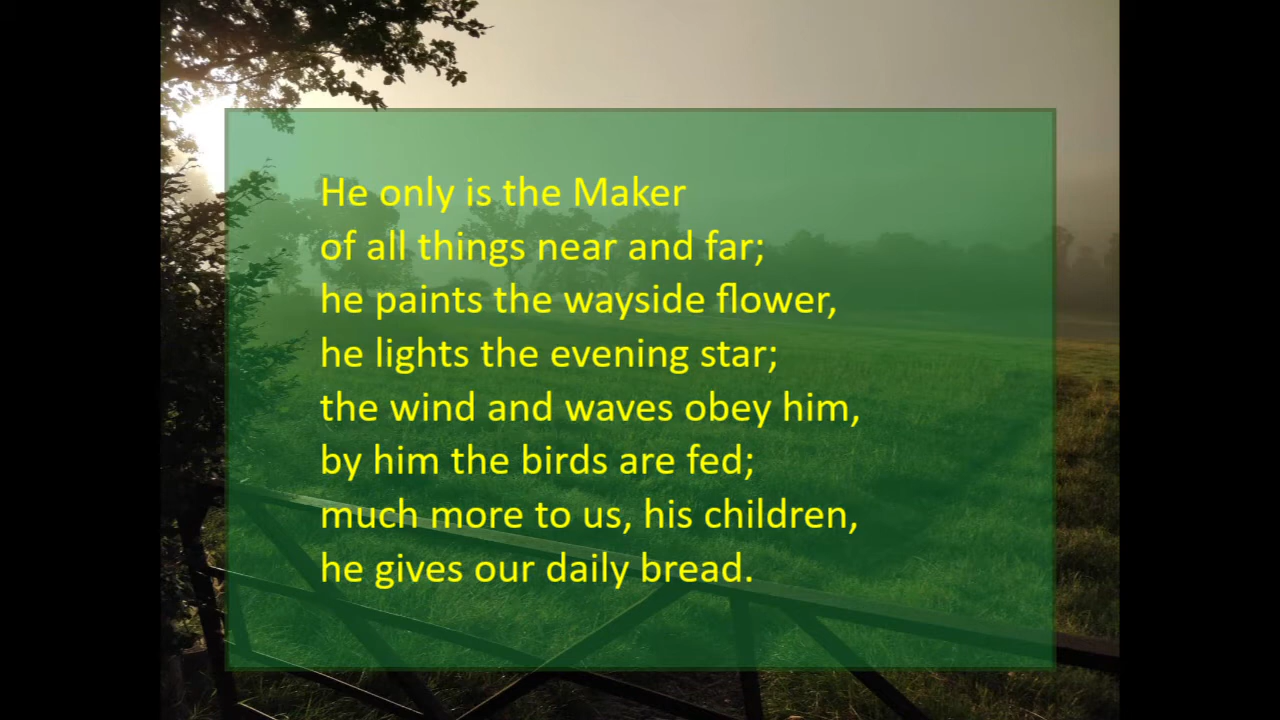 He only is the Maker
of all things near and far;
he paints the wayside flower,
he lights the evening star;
the wind and waves obey him,
by him the birds are fed;
much more to us, his children,
he gives our daily bread.